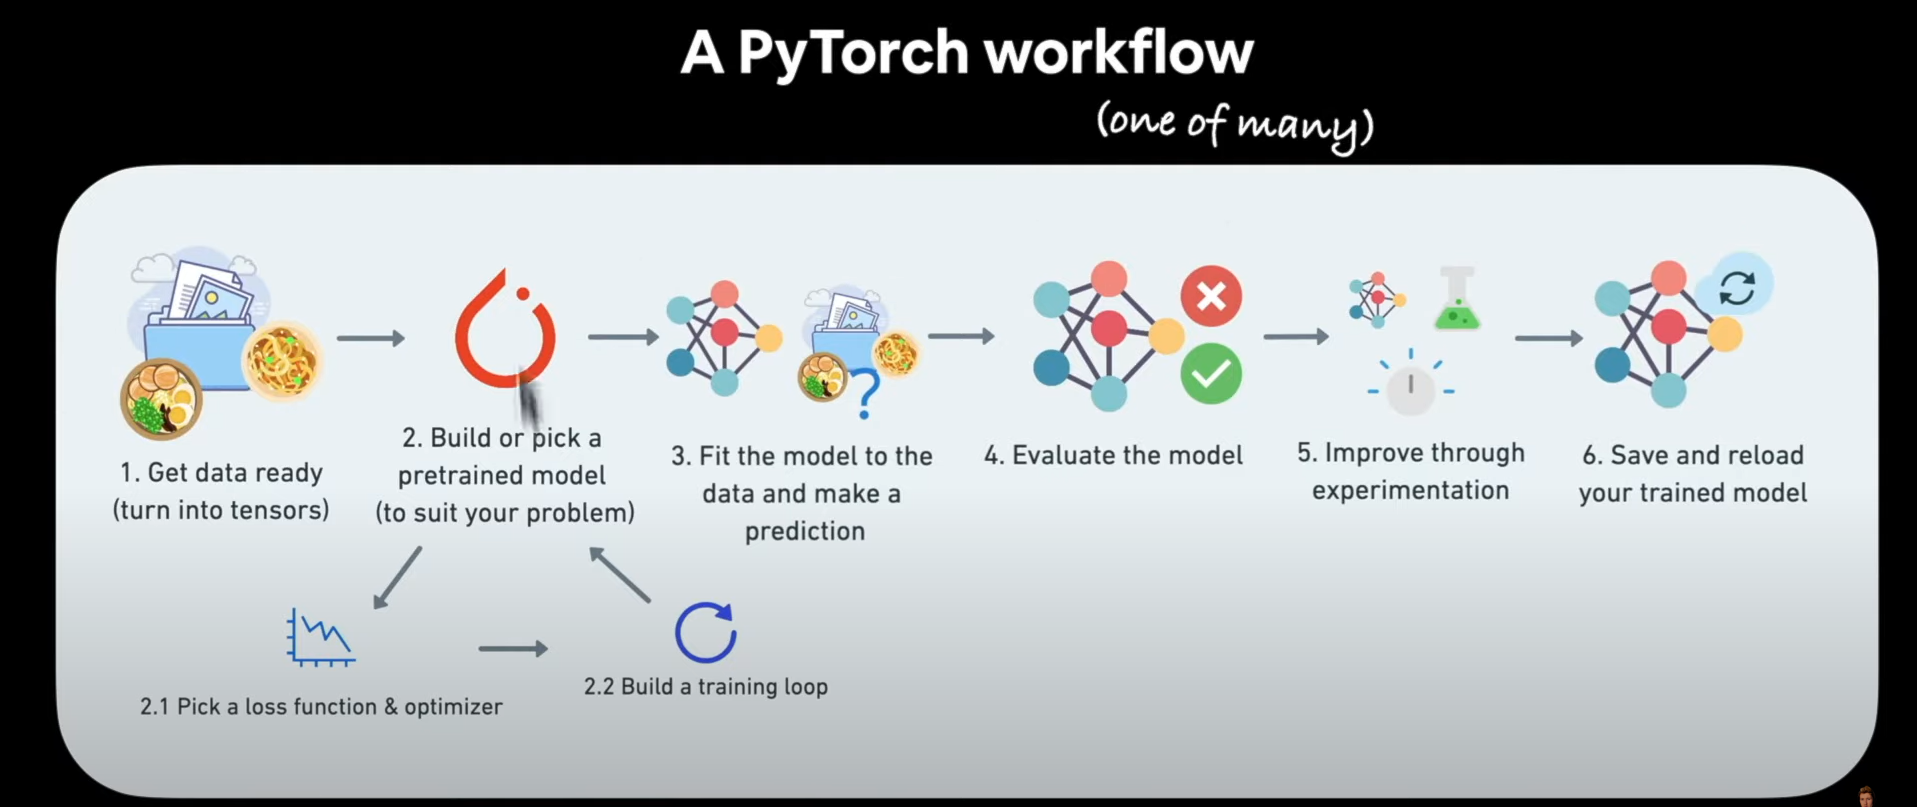 A PyTorch workflow
(one of many)
1. Get data ready
(turn into tensors)
2. Build or pick a
pretrained model
(to suit your problem)
3. Fit the model to the
data and make a
prediction
4. Evaluate the model
5. Improve through
experimentation
6. Save and reload
your trained model
2.1 Pick a loss function & optimizer
2.2 Build a training loop